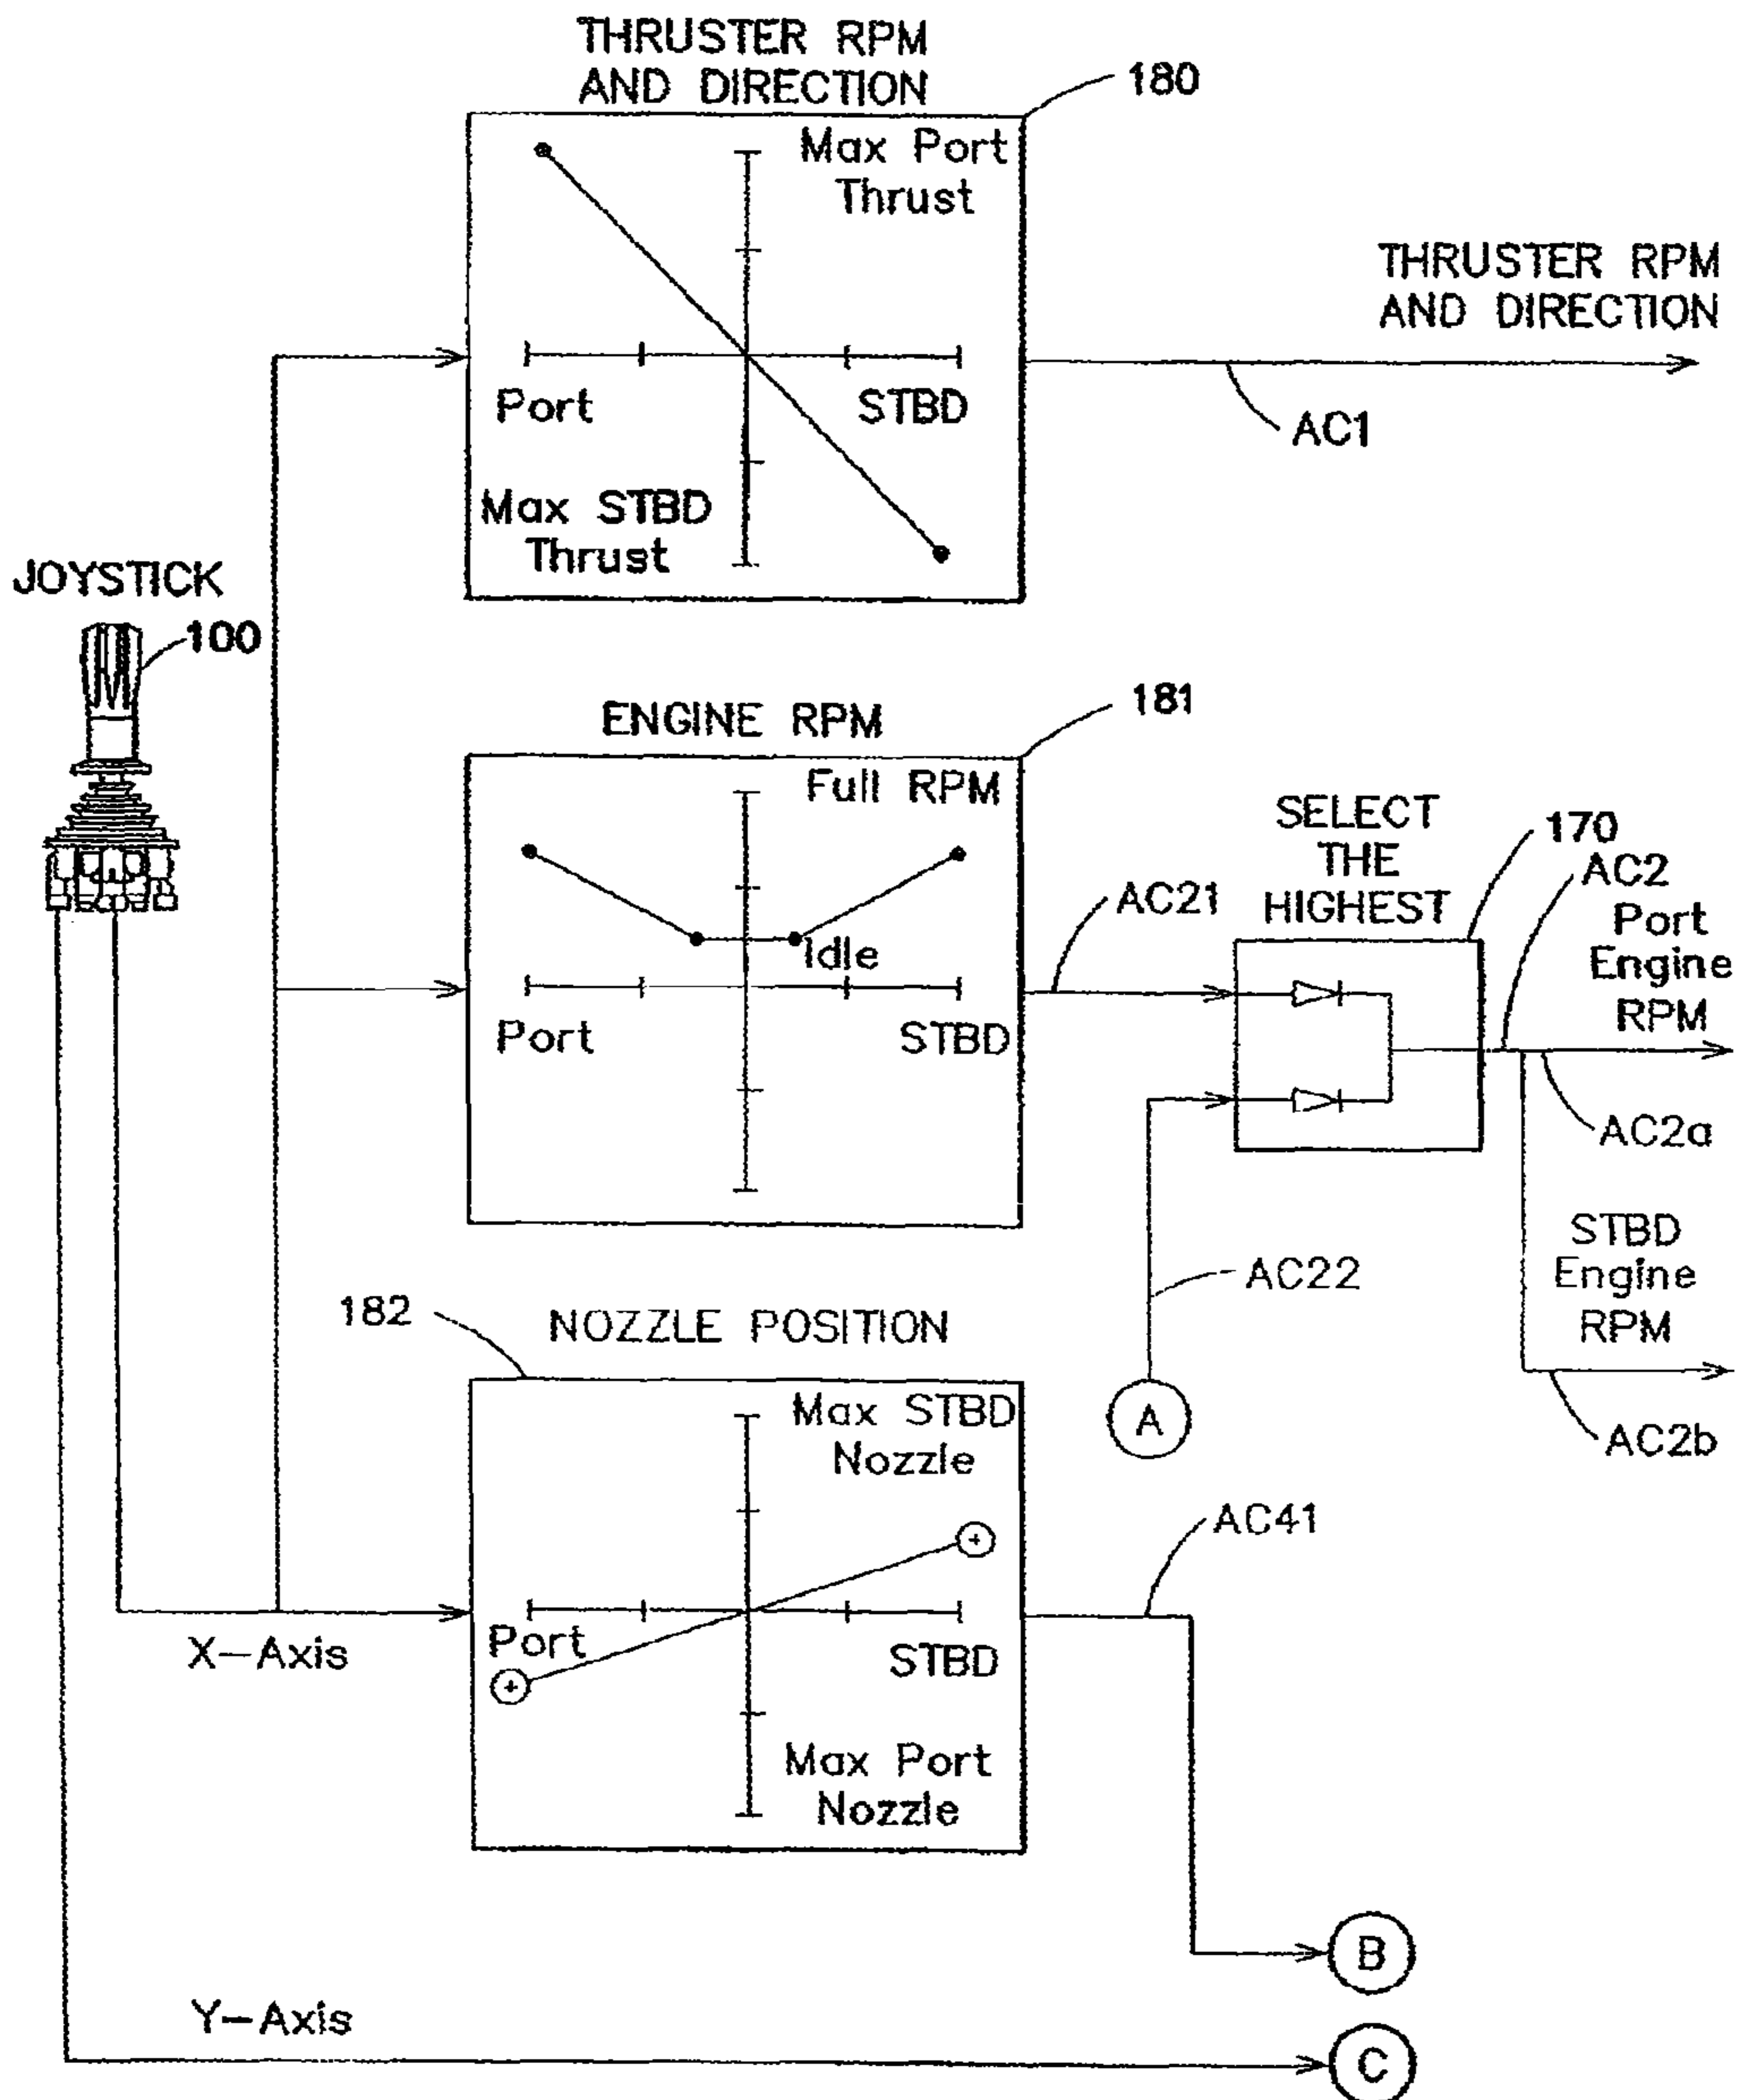 THRUSTER RPM
AND DIRECTION
180
Max Port
Thrust
Port
STBD
Max STBD
Thrust
THRUSTER RPM
AND DIRECTION
AC1
JOYSTICK
100
ENGINE RPM
181
Full RPM
Idle
Port
STBD
AC21
SELECT
THE
HIGHEST
170
AC2
Port
Engine
RPM
AC2a
STBD
Engine
RPM
AC2b
AC22
A
182
NOZZLE POSITION
Max STBD
Nozzle
Port
STBD
Max Port
Nozzle
AC41
X-Axis
B
Y-Axis
C